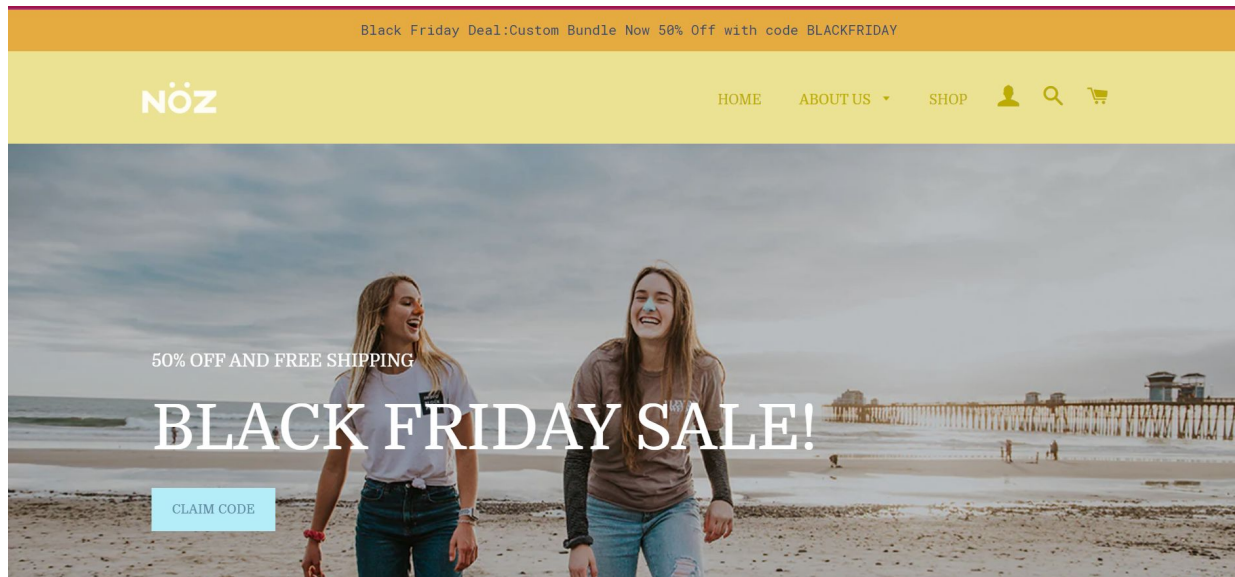 Black Friday Deal:Custom Bundle Now 50% Off with code BLACKFRIDAY
NÖZ
HOME ABOUT US SHOP
50% OFF AND FREE SHIPPING
BLACK FRIDAY SALE!
CLAIM CODE